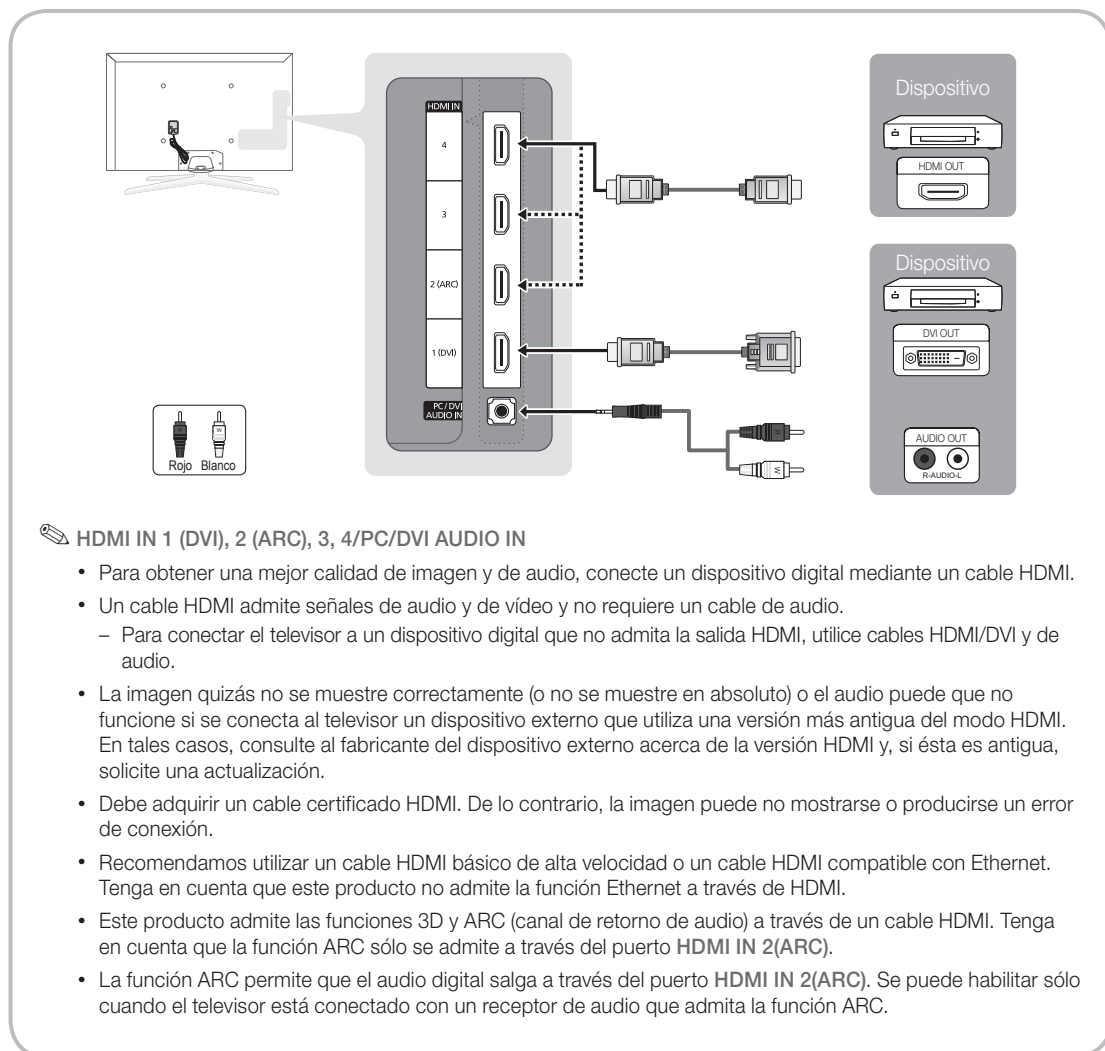 HDMI IN
4
3
2 (ARC)
1 (DVI)
PC / DVI
AUDIO IN
Dispositivo
HDMI OUT
Dispositivo
DVI OUT
AUDIO OUT
R-AUDIO-L
R
W
R
W
Rojo Blanco
HDMI IN 1 (DVI), 2 (ARC), 3, 4/PC/DVI AUDIO IN
• Para obtener una mejor calidad de imagen y de audio, conecte un dispositivo digital mediante un cable HDMI.
• Un cable HDMI admite señales de audio y de vídeo y no requiere un cable de audio.
– Para conectar el televisor a un dispositivo digital que no admita la salida HDMI, utilice cables HDMI/DVI y de
audio.
• La imagen quizás no se muestre correctamente (o no se muestre en absoluto) o el audio puede que no
funcione si se conecta al televisor un dispositivo externo que utiliza una versión más antigua del modo HDMI.
En tales casos, consulte al fabricante del dispositivo externo acerca de la versión HDMI y, si ésta es antigua,
solicite una actualización.
• Debe adquirir un cable certificado HDMI. De lo contrario, la imagen puede no mostrarse o producirse un error
de conexión.
• Recomendamos utilizar un cable HDMI básico de alta velocidad o un cable HDMI compatible con Ethernet.
Tenga en cuenta que este producto no admite la función Ethernet a través de HDMI.
• Este producto admite las funciones 3D y ARC (canal de retorno de audio) a través de un cable HDMI. Tenga
en cuenta que la función ARC sólo se admite a través del puerto HDMI IN 2(ARC).
• La función ARC permite que el audio digital salga a través del puerto HDMI IN 2(ARC). Se puede habilitar sólo
cuando el televisor está conectado con un receptor de audio que admita la función ARC.